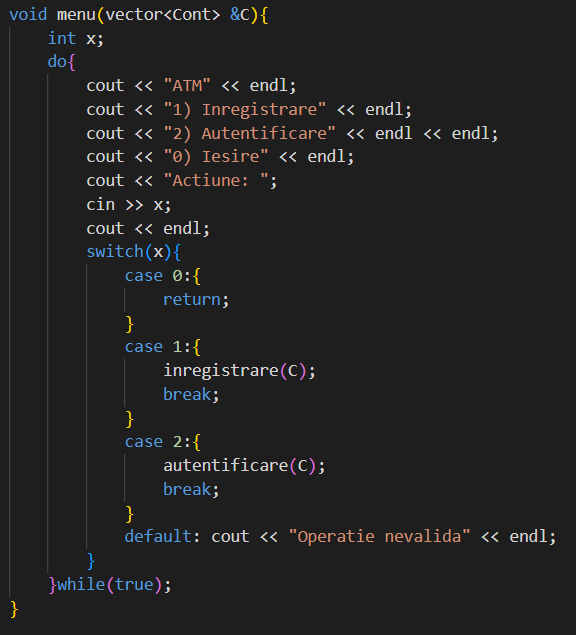 void menu(vector<Cont> &C){
    int x;
    do{
        cout << "ATM" << endl;
        cout << "1) Inregistrare" << endl;
        cout << "2) Autentificare" << endl << endl;
        cout << "0) Iesire" << endl;
        cout << "Actiune: ";
        cin >> x;
        cout << endl;
        switch(x){
            case 0:{
                return;
            }
            case 1:{
                inregistrare(C);
                break;
            }
            case 2:{
                autentificare(C);
                break;
            }
            default: cout << "Operatie nevalida" << endl;
        }
    }while(true);
}